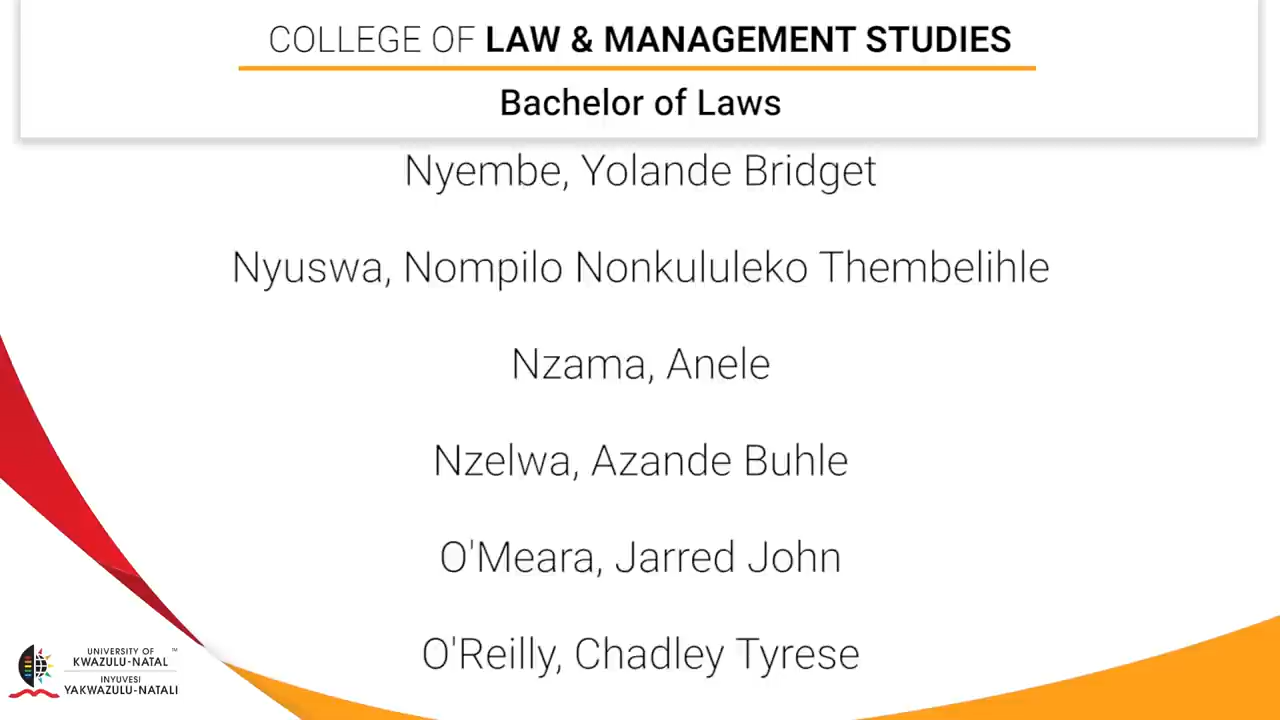 COLLEGE OF LAW & MANAGEMENT STUDIES
Bachelor of Laws
Nyembe, Yolande Bridget
Nyuswa, Nompilo Nonkululeko Thembelihle
Nzama, Anele
Nzelwa, Azande Buhle
O'Meara, Jarred John
O'Reilly, Chadley Tyrese
UNIVERSITY OF ™
KWAZULU-NATAL
INYUVESI
YAKWAZULU-NATALI